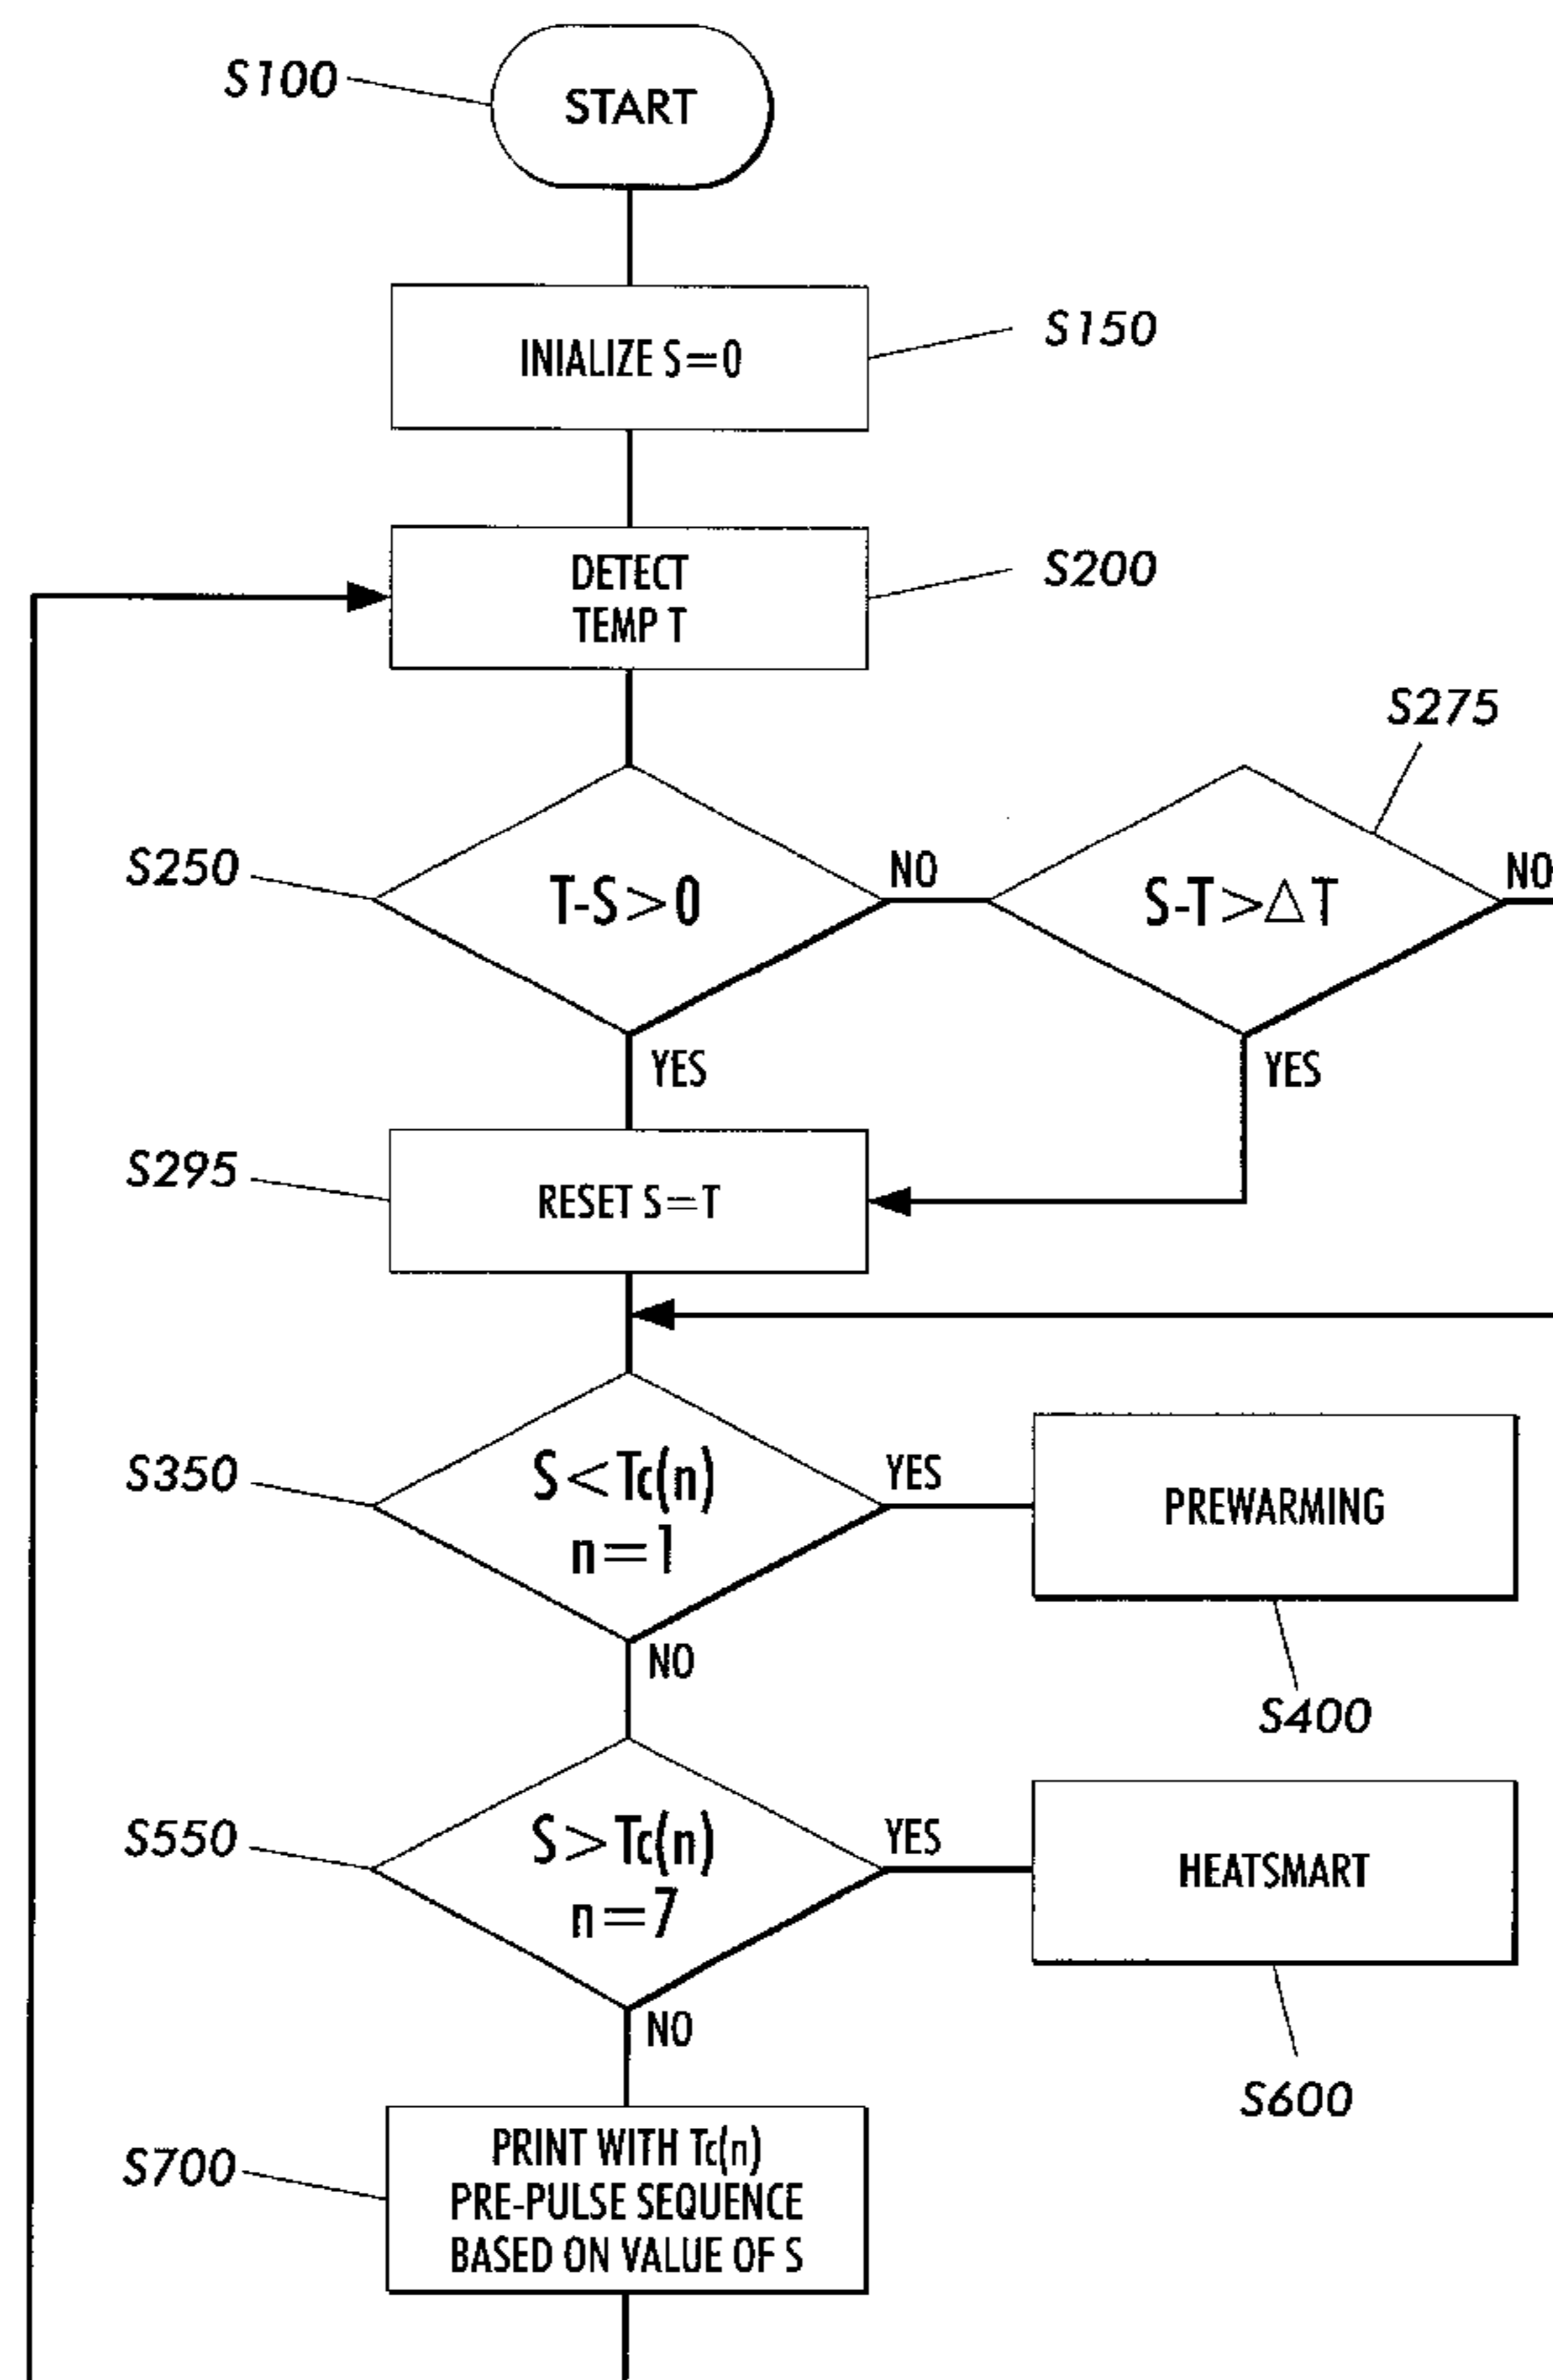 S100
START
INIALIZE S=0
S150
DETECT
TEMP T
S200
S275
S250
T-S>0
NO
S-T>△T
NO
YES
YES
S295
RESET S=T
S350
S<Tc(n)
n=1
YES
PREWARMING
NO
S400
S550
S>Tc(n)
n=7
YES
HEATSMART
NO
S600
S700
PRINT WITH Tc(n)
PRE-PULSE SEQUENCE
BASED ON VALUE OF S